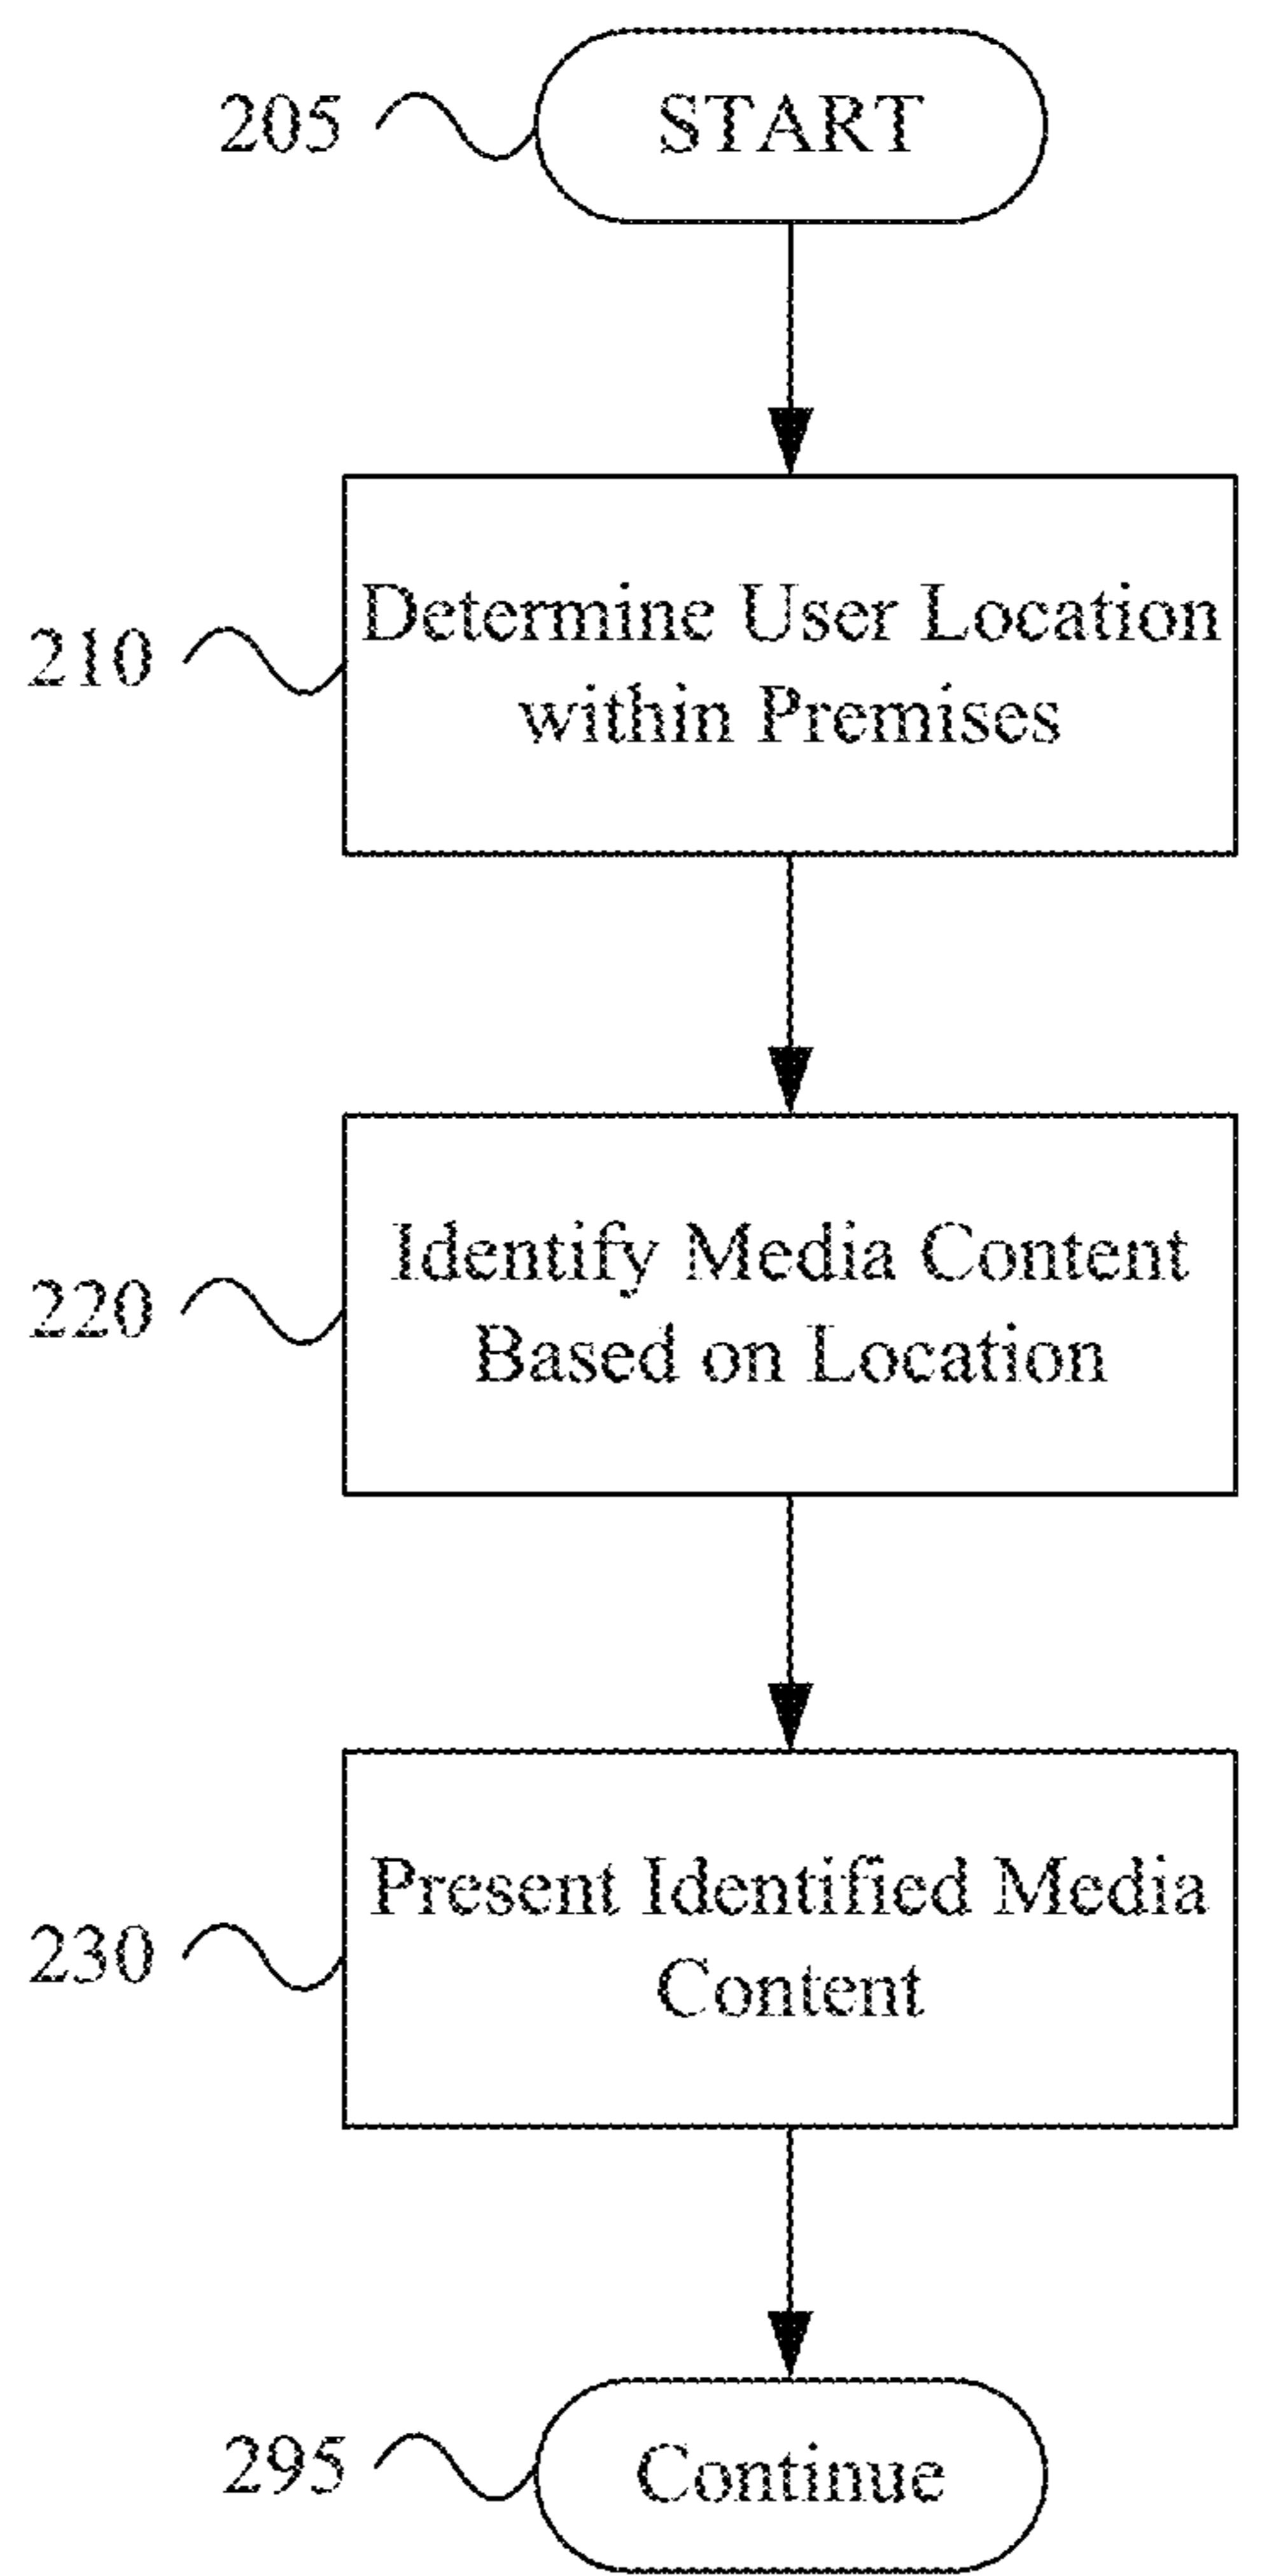 205
START
210
Determine User Location
within Premises
220
Identify Media Content
Based on Location
230
Present Identified Media
Content
295
Continue